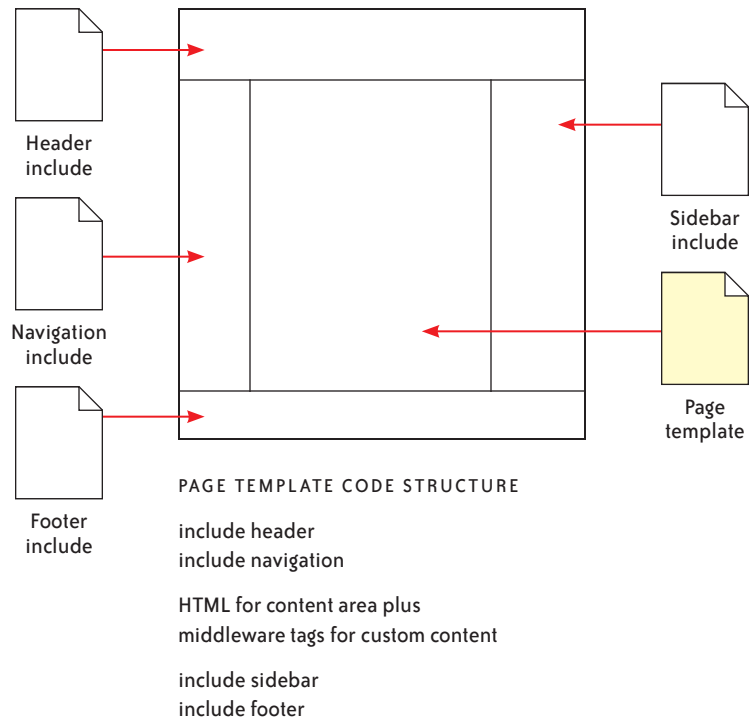 Header
include
Navigation
include
Footer
include
Sidebar
include
Page
template
PAGE TEMPLATE CODE STRUCTURE
include header
include navigation
HTML for content area plus
middleware tags for custom content
include sidebar
include footer